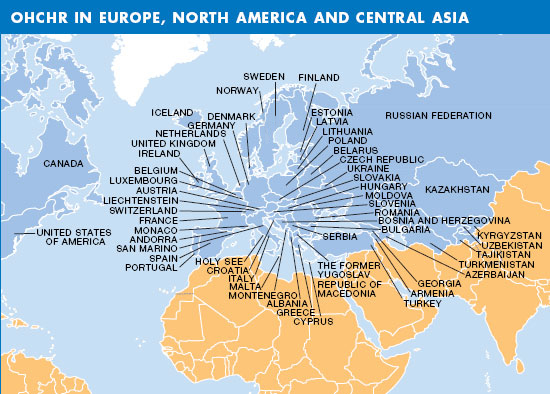 OHCHR IN EUROPE, NORTH AMERICA AND CENTRAL ASIA
SWEDEN
FINLAND
NORWAY
ICELAND
DENMARK
GERMANY
NETHERLANDS
UNITED KINGDOM
IRELAND
ESTONIA
LATVIA
LITHUANIA
POLAND
BELARUS
CZECH REPUBLIC
UKRAINE
SLOVAKIA
HUNGARY
MOLDOVA
SLOVENIA
ROMANIA
BOSNIA AND HERZEGOVINA
BULGARIA
RUSSIAN FEDERATION
KAZAKHSTAN
CANADA
UNITED STATES
OF AMERICA
BELGIUM
LUXEMBOURG
AUSTRIA
LIECHTENSTEIN
SWITZERLAND
FRANCE
MONACO
ANDORRA
SAN MARINO
SPAIN
PORTUGAL
HOLY SEE
CROATIA
ITALY
MALTA
MONTENEGRO
ALBANIA
GREECE
CYPRUS
SERBIA
THE FORMER
YUGOSLAV
REPUBLIC OF
MACEDONIA
KYRGYZSTAN
UZBEKISTAN
TAJIKISTAN
TURKMENISTAN
AZERBAIJAN
GEORGIA
ARMENIA
TURKEY